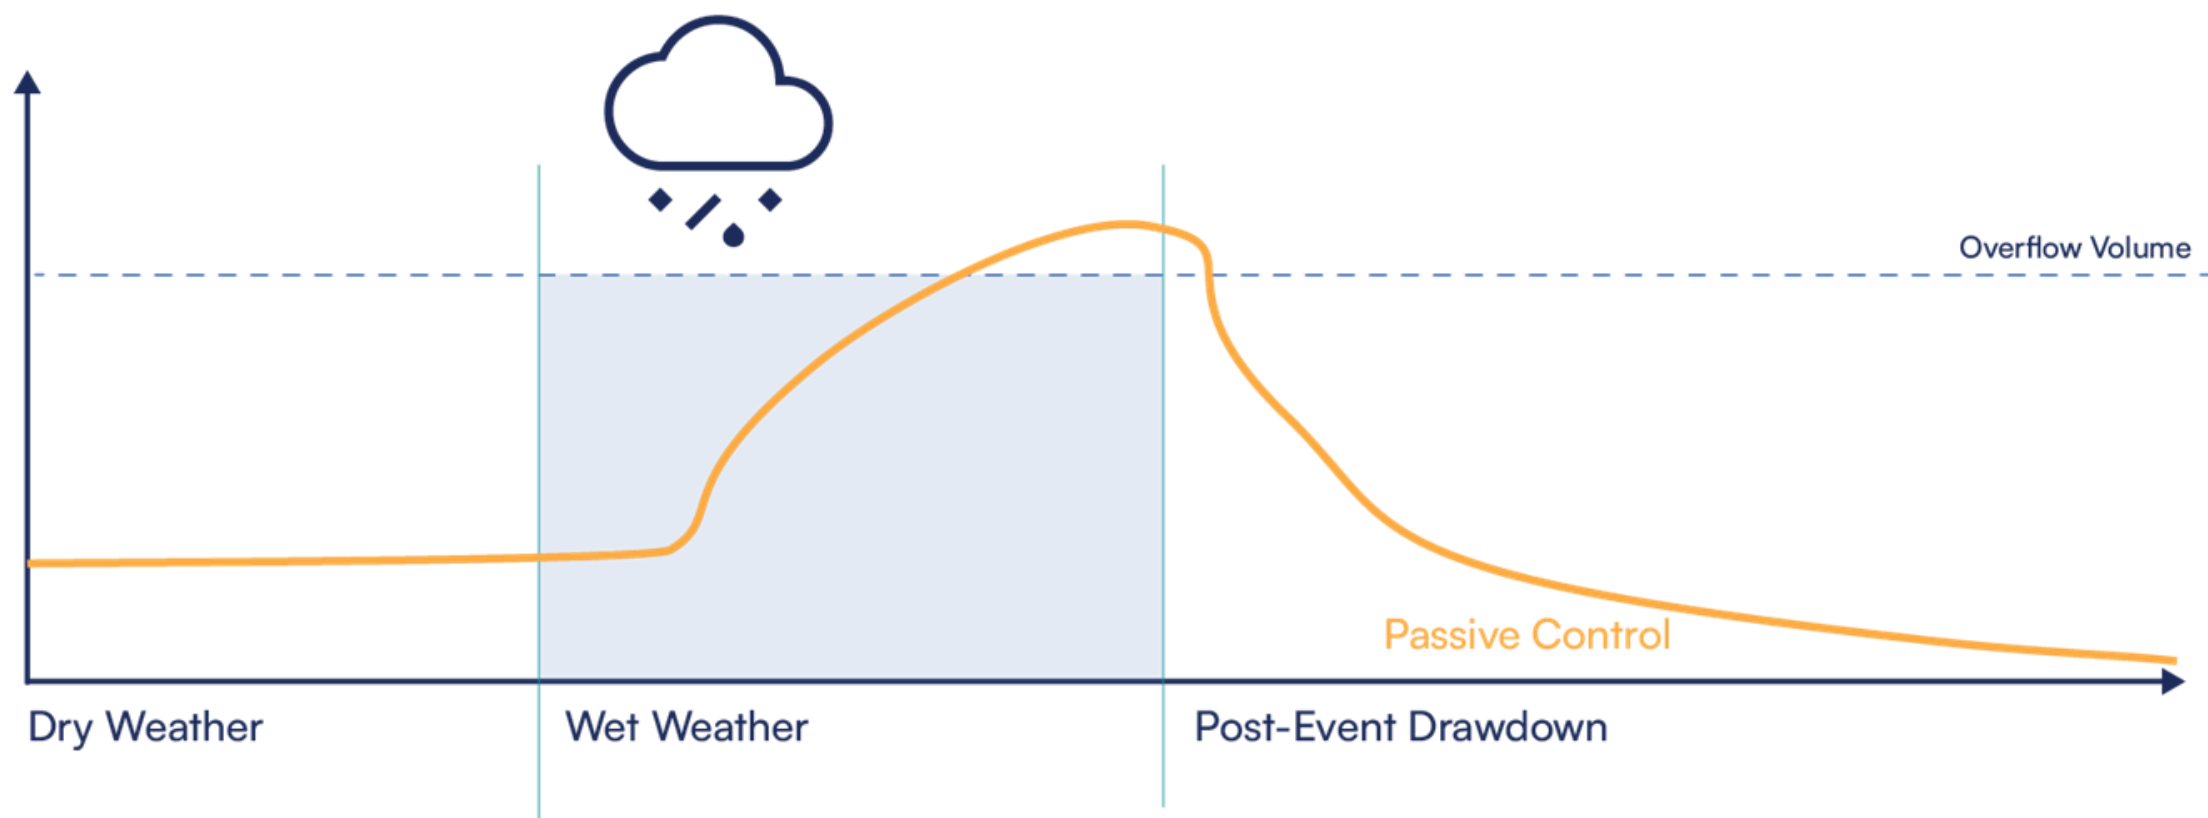 Overflow Volume
Passive Control
Dry Weather
Wet Weather
Post-Event Drawdown